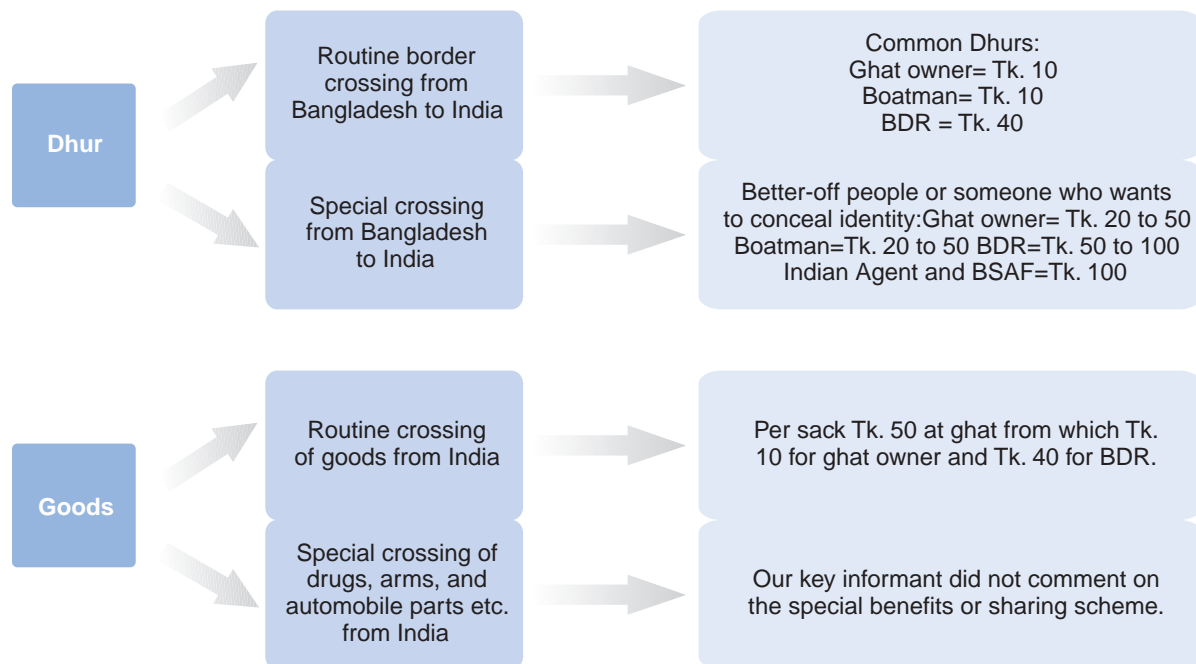 Dhur
Routine border
crossing from
Bangladesh to India
Common Dhurs:
Ghat owner= Tk. 10
Boatman= Tk. 10
BDR = Tk. 40
Special crossing
from Bangladesh
to India
Better-off people or someone who wants
to conceal identity:Ghat owner= Tk. 20 to 50
Boatman=Tk. 20 to 50 BDR=Tk. 50 to 100
Indian Agent and BSAF=Tk. 100
Goods
Routine crossing
of goods from India
Per sack Tk. 50 at ghat from which Tk.
10 for ghat owner and Tk. 40 for BDR.
Special crossing of
drugs, arms, and
automobile parts etc.
from India
Our key informant did not comment on
the special benefits or sharing scheme.